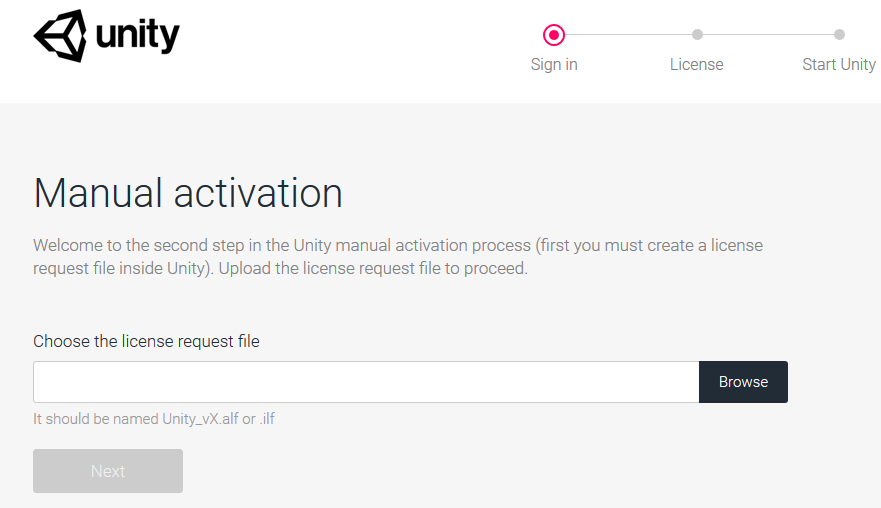 unity
Sign in
License
Start Unity
Manual activation
Welcome to the second step in the Unity manual activation process (first you must create a license
request file inside Unity). Upload the license request file to proceed.
Choose the license request file
Browse
It should be named Unity_vX.alf or .ilf
Next